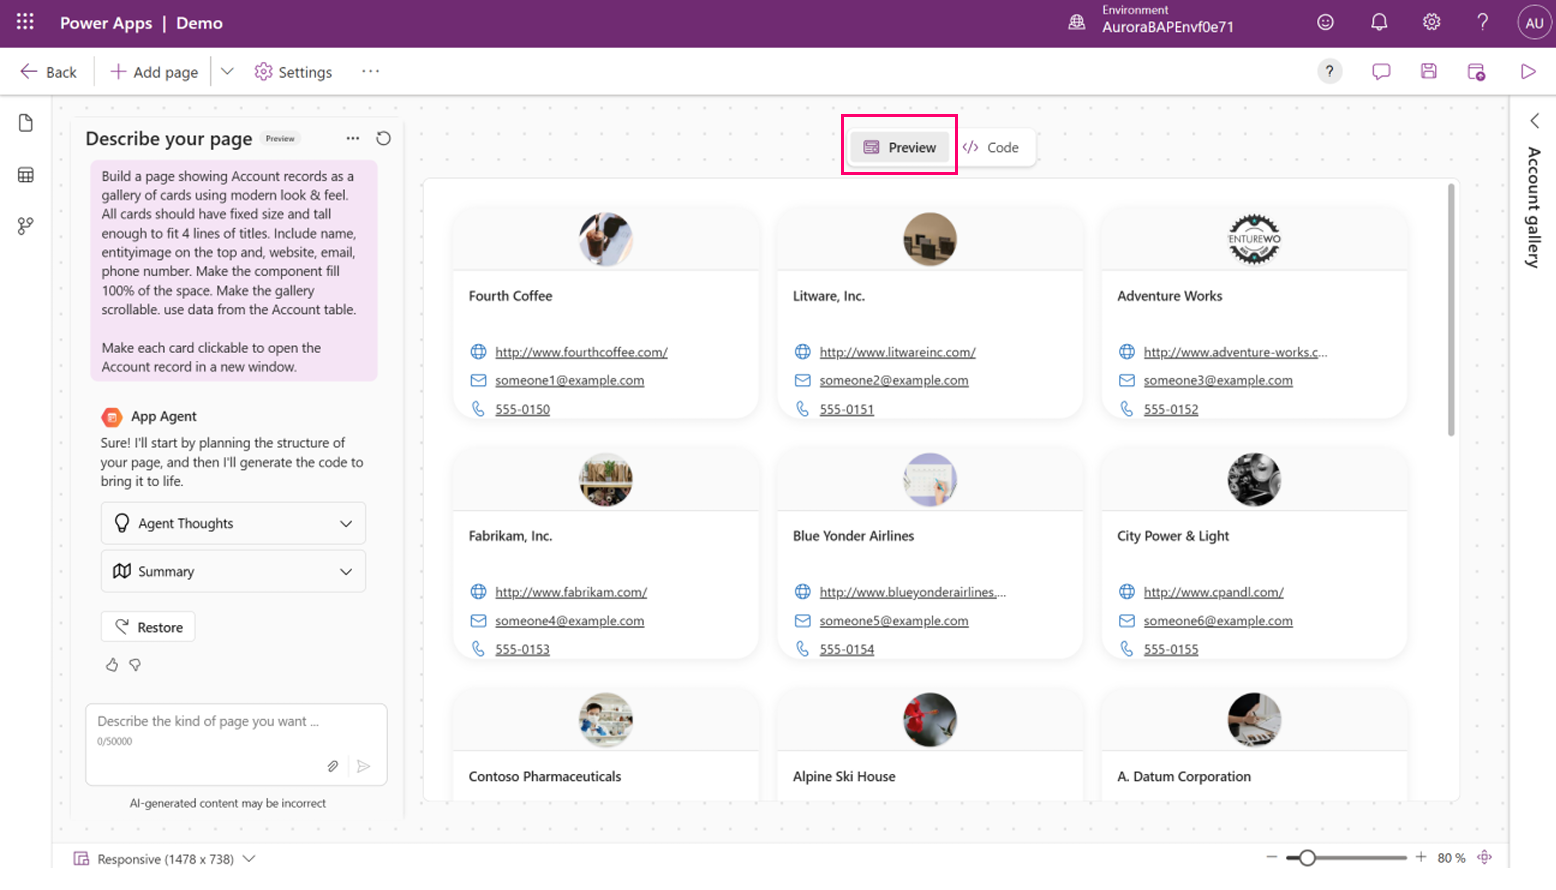 Power Apps | Demo
Environment
AuroraBAPEnvf0e71
AU
Back
Add page
Settings
?
Describe your page
Preview
Build a page showing Account records as a
gallery of cards using modern look & feel.
All cards should have fixed size and tall
enough to fit 4 lines of titles. Include name,
entityimage on the top and, website, email,
phone number. Make the component fill
100% of the space. Make the gallery
scrollable. use data from the Account table.
Make each card clickable to open the
Account record in a new window.
App Agent
Sure! I'll start by planning the structure of
your page, and then I'll generate the code to
bring it to life.
Agent Thoughts
Summary
Restore
Describe the kind of page you want ...
0/50000
AI-generated content may be incorrect
Preview
</> Code
Fourth Coffee
http://www.fourthcoffee.com/
someone1@example.com
555-0150
Litware, Inc.
http://www.litwareinc.com/
someone2@example.com
555-0151
ENTUREWO
Adventure Works
http://www.adventure-works.c...
someone3@example.com
555-0152
Fabrikam, Inc.
http://www.fabrikam.com/
someone4@example.com
555-0153
Blue Yonder Airlines
http://www.blueyonderairlines....
someone5@example.com
555-0154
City Power & Light
http://www.cpandl.com/
someone6@example.com
555-0155
Contoso Pharmaceuticals
Alpine Ski House
A. Datum Corporation
Account gallery
Responsive (1478 x 738)
80 %